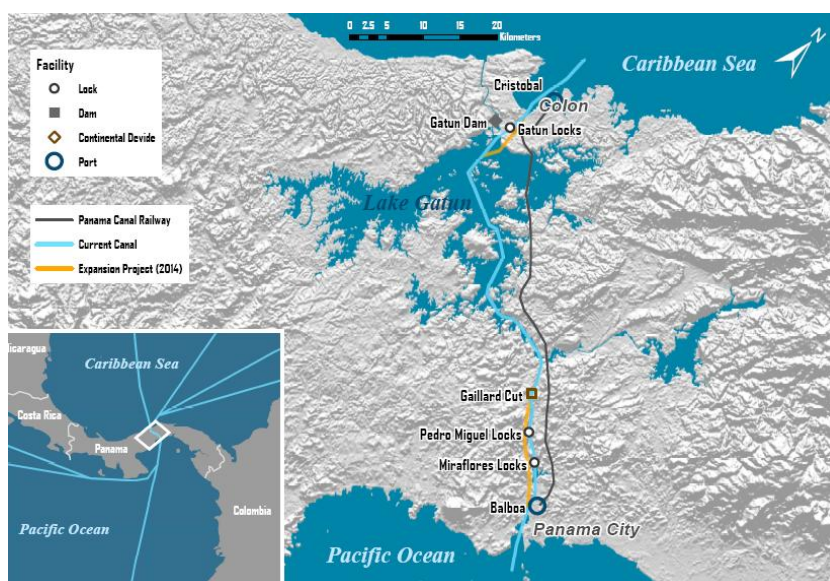 0 2.5 5 10 15 20
Kilometers
N
Caribbean Sea
Facility
Lock
Dam
Continental Devide
Port
Cristobal
Colon
Gatun Dam
Gatun Locks
Lake Gatun
Panama Canal Railway
Current Canal
Expansion Project (2014)
Gaillard Cut
Pedro Miguel Locks
Miraflores Locks
Balboa
Panama City
Pacific Ocean
Nicaragua
Caribbean Sea
Costa Rica
Panama
Colombia
Pacific Ocean